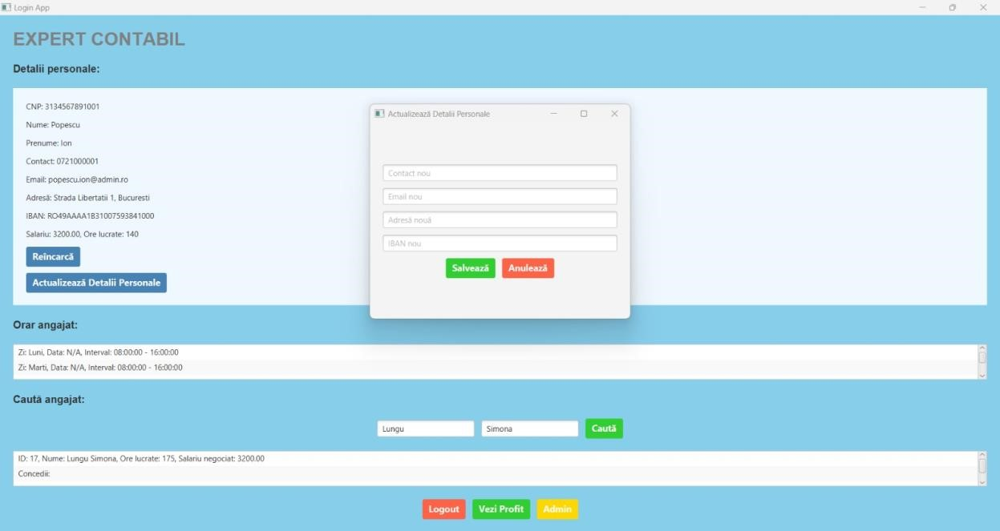 Login App
EXPERT CONTABIL
Detalii personale:
CNP: 3134567891001
Nume: Popescu
Prenume: Ion
Contact: 0721000001
Email: popescu.ion@admin.ro
Adresă: Strada Libertatii 1, Bucuresti
IBAN: RO49AAAA1B31007593841000
Salariu: 3200.00, Ore lucrate: 140
Reîncarcă
Actualizează Detalii Personale
Actualizează Detalii Personale
Contact nou
Email nou
Adresă nouă
IBAN nou
Salvează Anulează
Orar angajat:
Zi: Luni, Data: N/A, Interval: 08:00:00 - 16:00:00
Zi: Marti, Data: N/A, Interval: 08:00:00 - 16:00:00
Caută angajat:
Lungu Simona Caută
ID: 17, Nume: Lungu Simona, Ore lucrate: 175, Salariu negociat: 3200.00
Concedii:
Logout Vezi Profit Admin